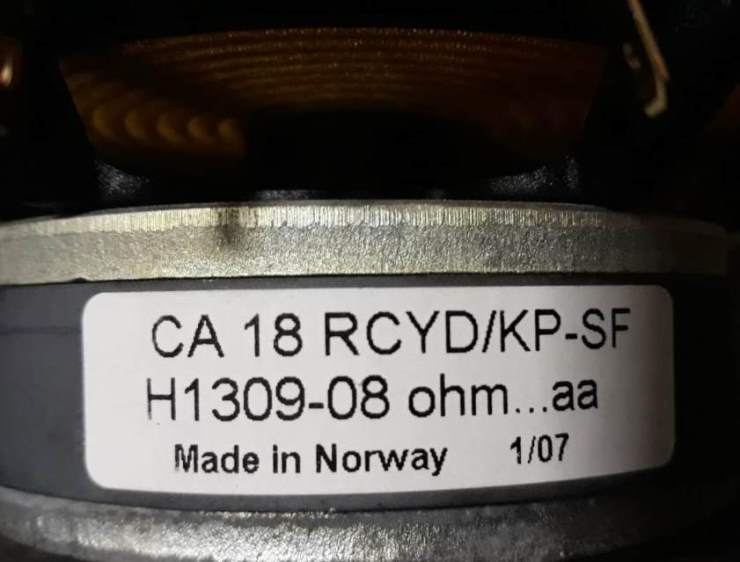 CA 18 RCYD/KP-SF
H1309-08 ohm...aa
Made in Norway 1/07